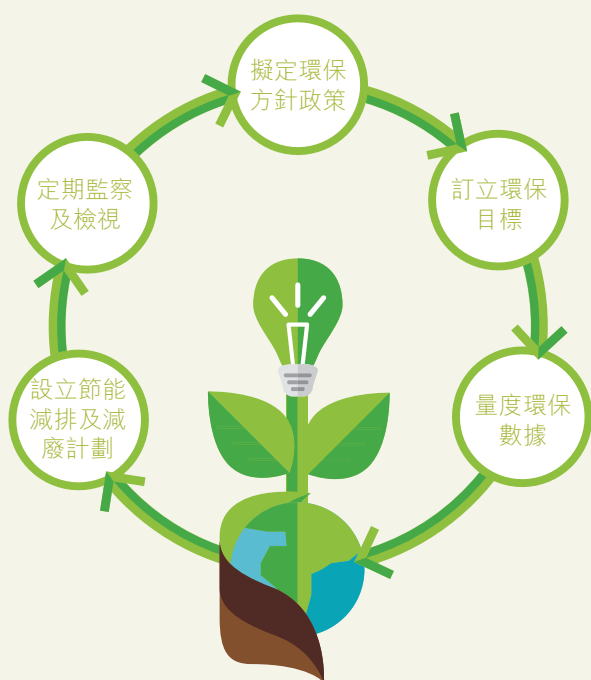 擬定環保
方針政策
訂立環保
目標
量度環保
數據
設立節能
減排及減
廢計劃
定期監察
及檢視